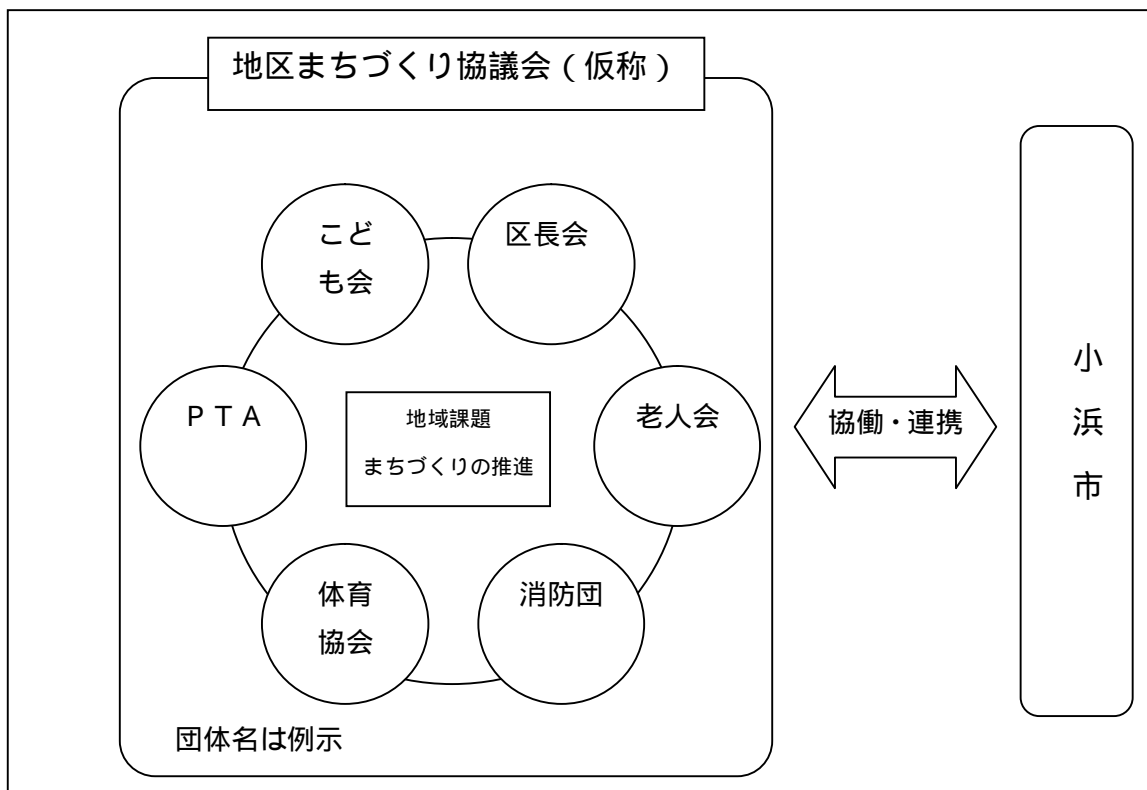 地区まちづくり協議会（仮称）
こど
も会
区長会
ＰＴＡ
地域課題
まちづくりの推進
老人会
体育
協会
消防団
団体名は例示
協働・連携
小浜市